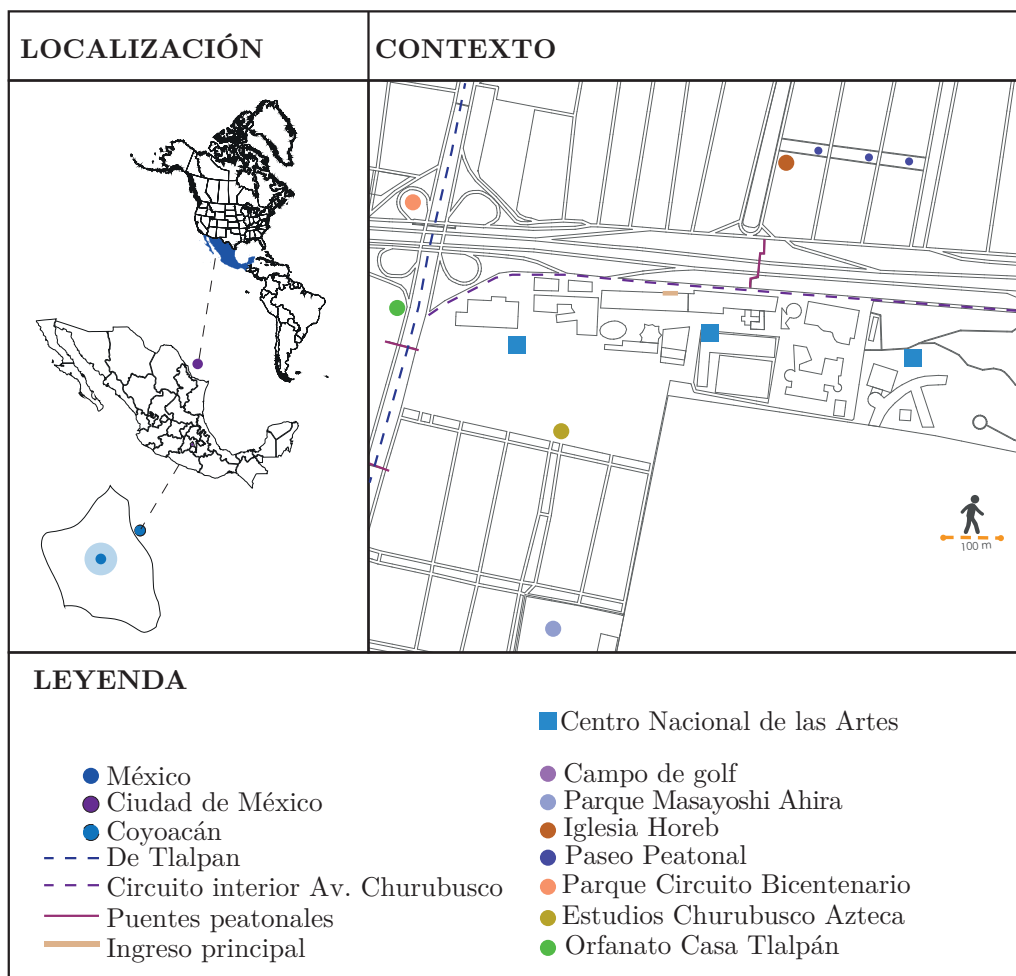 LOCALIZACIÓN
CONTEXTO
100 m
LEYENDA
México
Ciudad de México
Coyoacán
De Tlalpan
Circuito interior Av. Churubusco
Puentes peatonales
Ingreso principal
Centro Nacional de las Artes
Campo de golf
Parque Masayoshi Ahira
Iglesia Horeb
Paseo Peatonal
Parque Circuito Bicentenario
Estudios Churubusco Azteca
Orfanato Casa Tlalpán